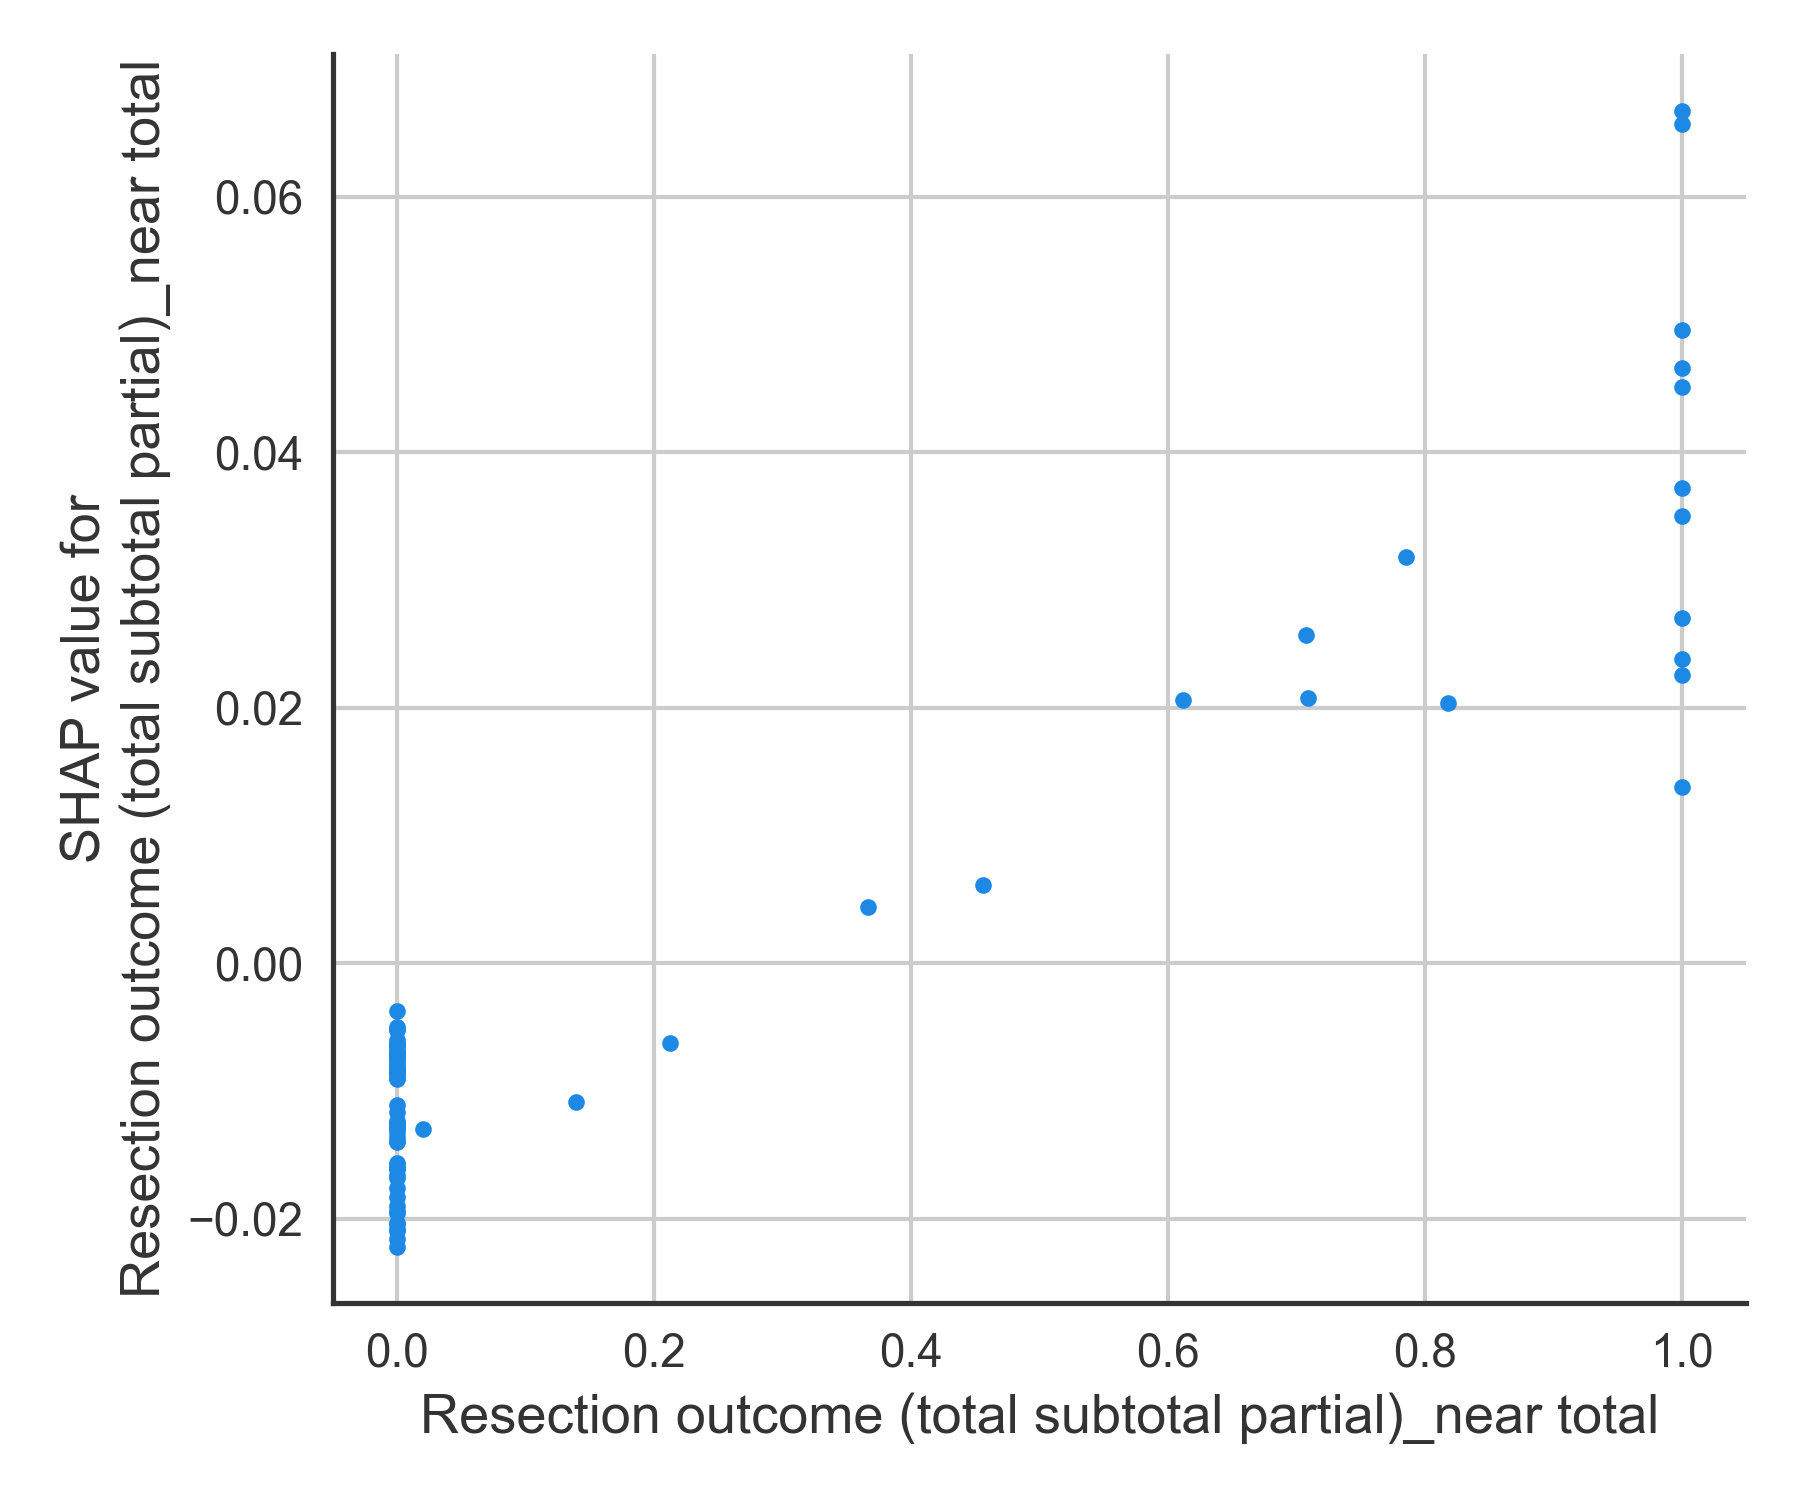 SHAP value for
Resection outcome (total subtotal partial)_near total
0.06
0.04
0.02
0.00
−0.02
0.0 0.2 0.4 0.6 0.8 1.0
Resection outcome (total subtotal partial)_near total